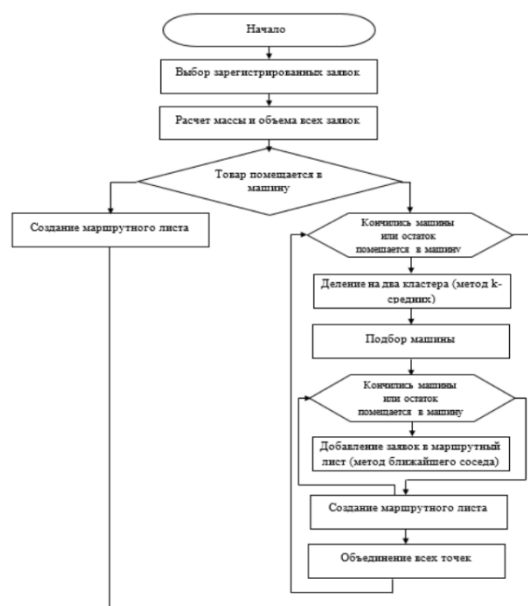 Начало
Выбор зарегистрированных заявок
Расчет массы и объема всех заявок
Товар помещается в
машину
Создание маршрутного листа
Кончились машины
или остаток
помещается в машину
Деление на два кластера (метод k-
средних)
Подбор машины
Кончились машины
или остаток
помещается в машину
Добавление заявок в маршрутный
лист (метод ближайшего соседа)
Создание маршрутного листа
Объединение всех точек